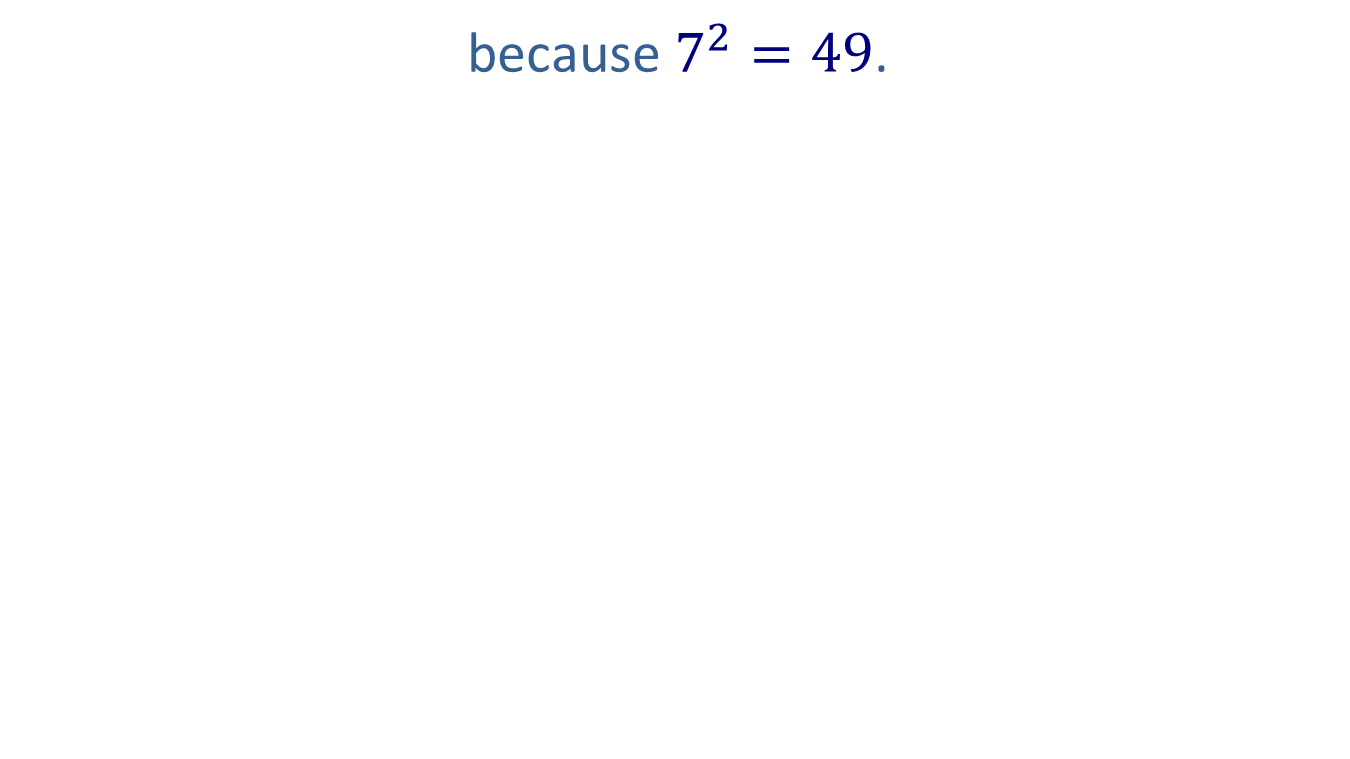 because 7² = 49.